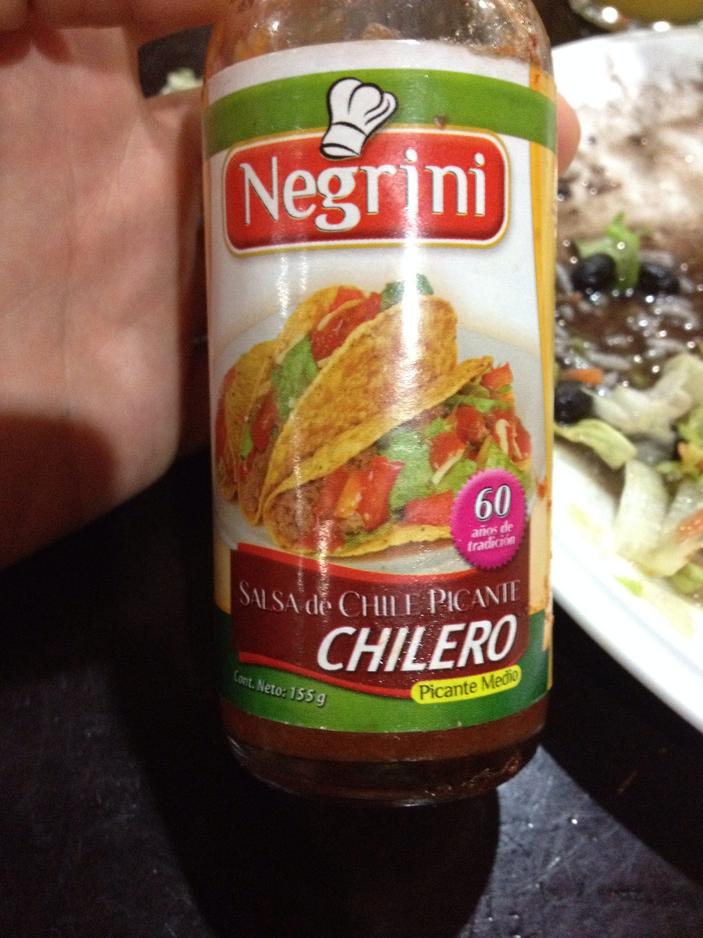 Negrini
60
años de
tradición
SALSA de CHILE PICANTE
CHILERO
Cont. Neto: 155 g
Picante Medio